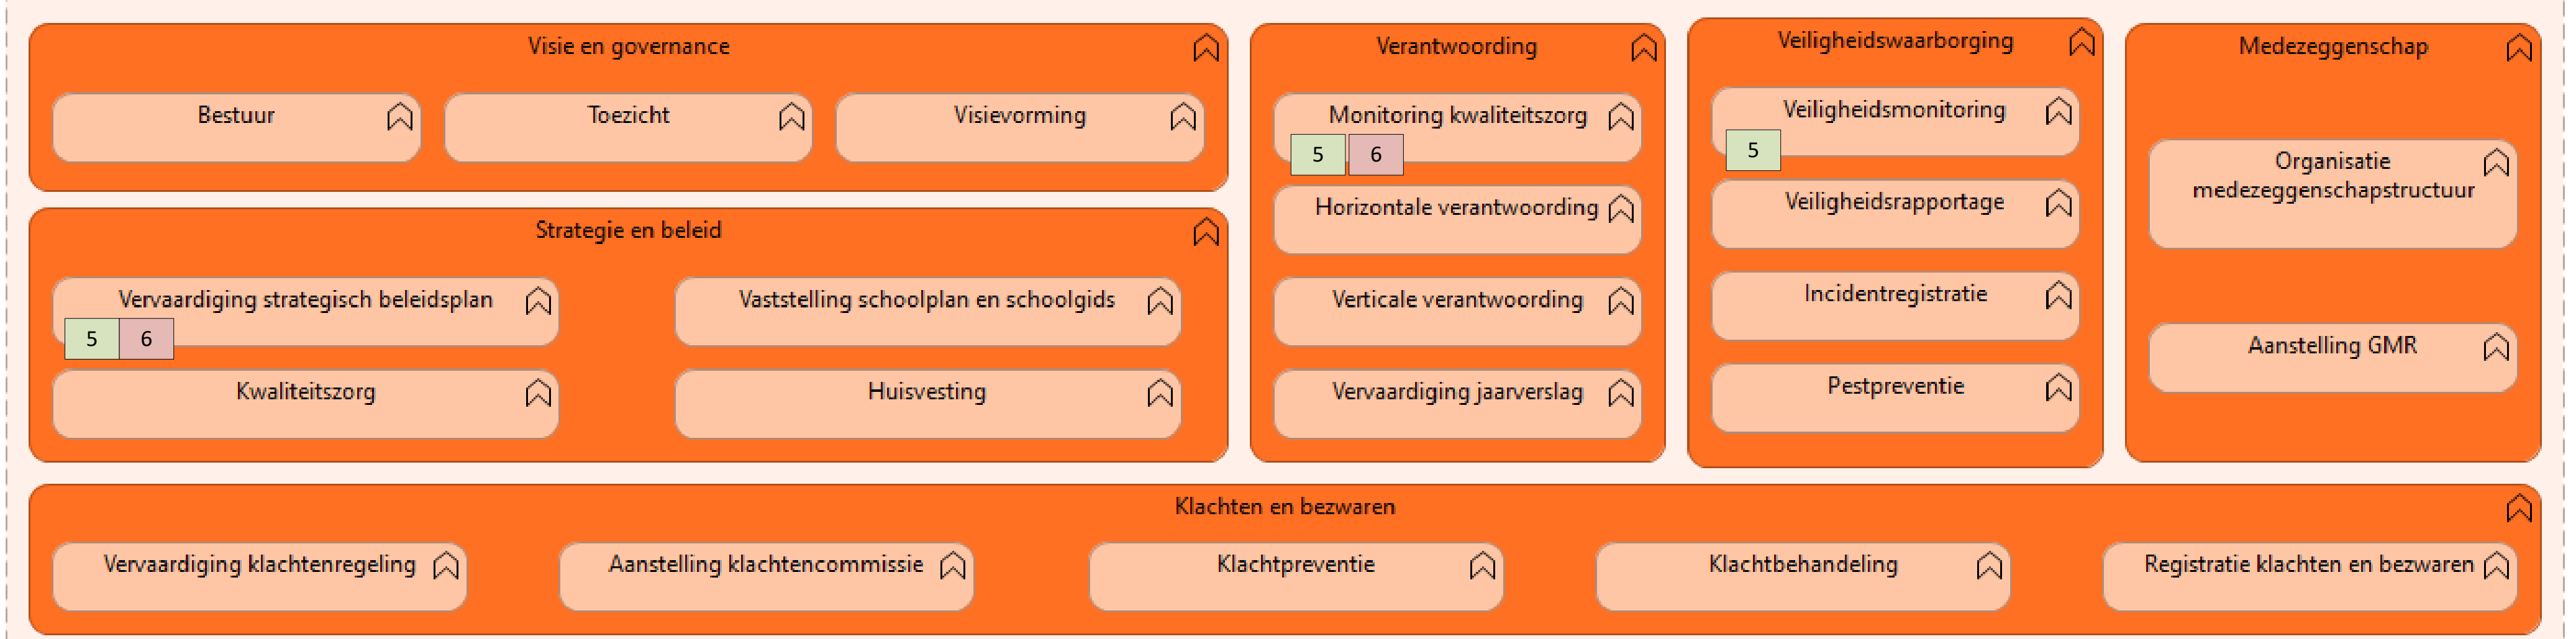 Visie en governance
Bestuur
Toezicht
Visievorming
Strategie en beleid
Vervaardiging strategisch beleidsplan
5 6
Vaststelling schoolplan en schoolgids
Kwaliteitszorg
Huisvesting
Verantwoording
Monitoring kwaliteitszorg
5 6
Horizontale verantwoording
Verticale verantwoording
Vervaardiging jaarverslag
Veiligheidswaarborging
Veiligheidsmonitoring
5
Veiligheidsrapportage
Incidentregistratie
Pestpreventie
Medezeggenschap
Organisatie
medezeggenschapstructuur
Aanstelling GMR
Klachten en bezwaren
Vervaardiging klachtenregeling
Aanstelling klachtencommissie
Klachtpreventie
Klachtbehandeling
Registratie klachten en bezwaren